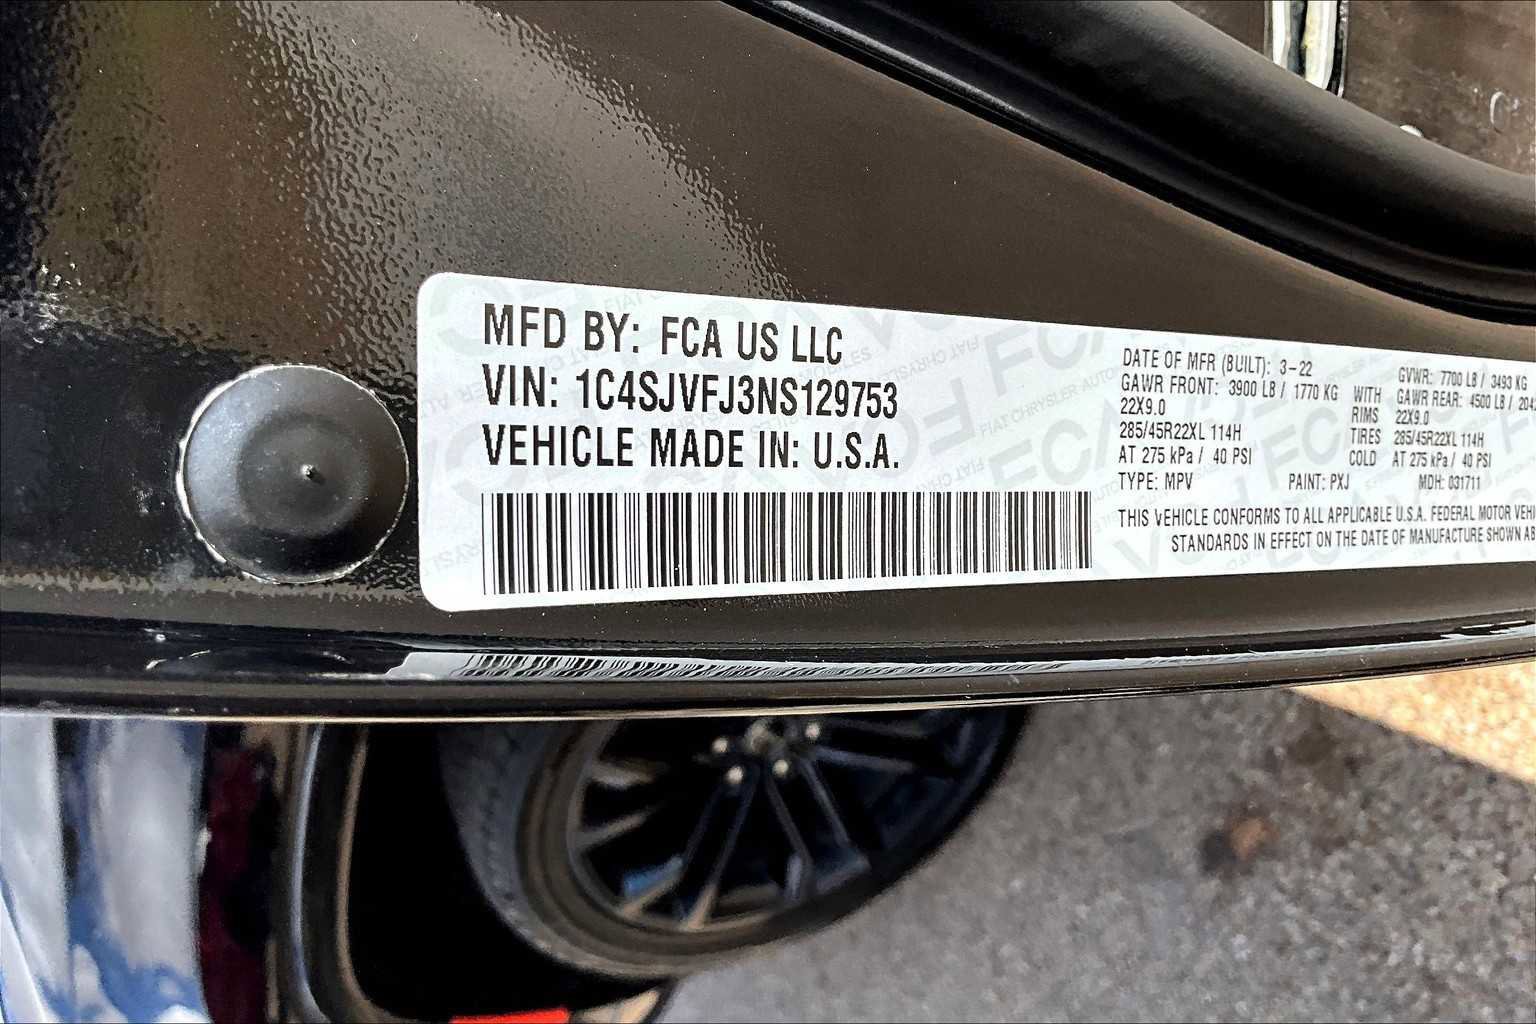 MFD BY: FCA US LLC
VIN: 1C4SJVFJ3NS129753
VEHICLE MADE IN: U.S.A.
DATE OF MFR (BUILT): 3-22 GVWR: 7700 LB / 3493 KG
GAWR FRONT: 3900 LB / 1770 KG WITH GAWR REAR: 4500 LB /
22X9.0 RIMS 22X9.0
285/45R22XL 114H TIRES 285/45R22XL 114H
AT 275 kPa / 40 PSI COLD AT 275 kPa / 40 PSI
TYPE: MPV PAINT: PXJ MDH: 031711
THIS VEHICLE CONFORMS TO ALL APPLICABLE U.S.A. FEDERAL MOTOR VEHI
STANDARDS IN EFFECT ON THE DATE OF MANUFACTURE SHOWN AB